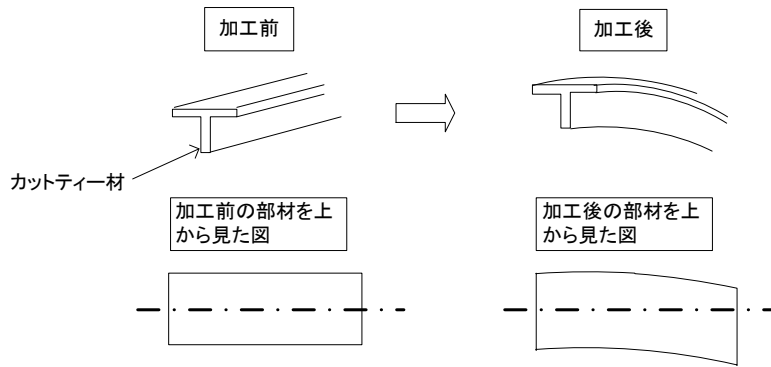 加工前
加工後
カットティー材
加工前の部材を上
から見た図
加工後の部材を上
から見た図